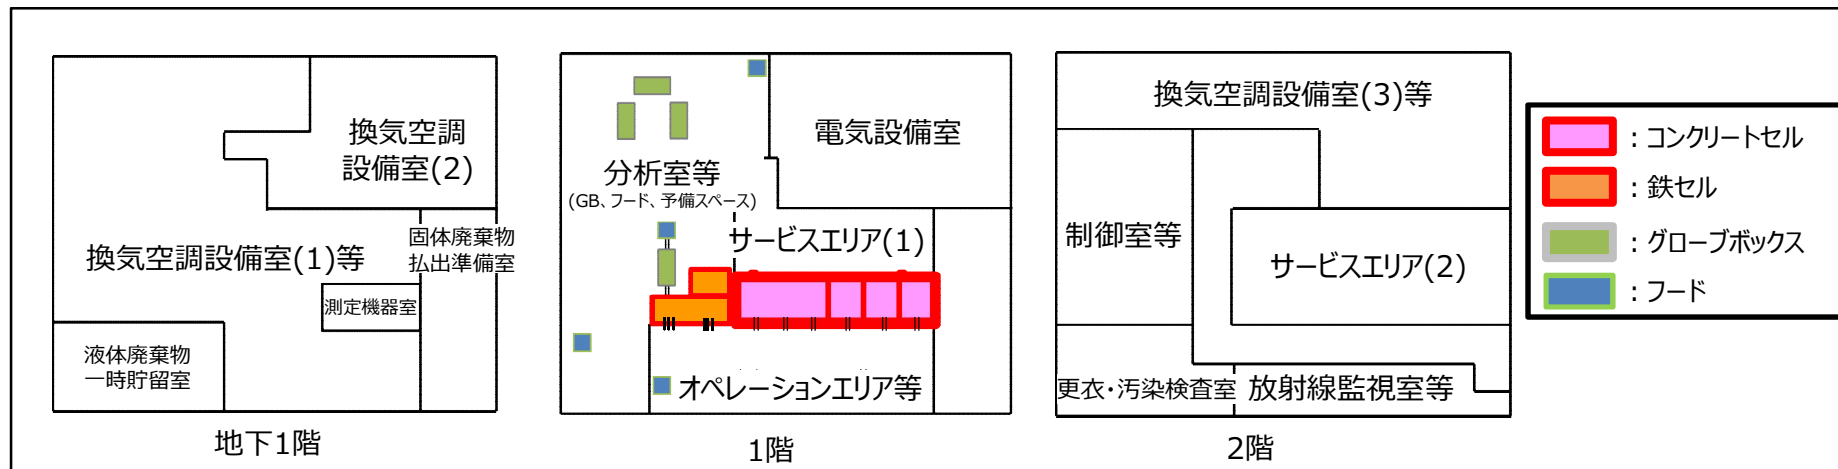 換気空調
設備室(2)
換気空調設備室(1)等
固体廃棄物
払出準備室
測定機器室
液体廃棄物
一時貯留室
地下1階
電気設備室
分析室等
(GB、フード、予備スペース)
サービスエリア(1)
オペレーションエリア等
1階
換気空調設備室(3)等
制御室等
サービスエリア(2)
更衣・汚染検査室
放射線監視室等
2階
：コンクリートセル
：鉄セル
：グローブボックス
：フード